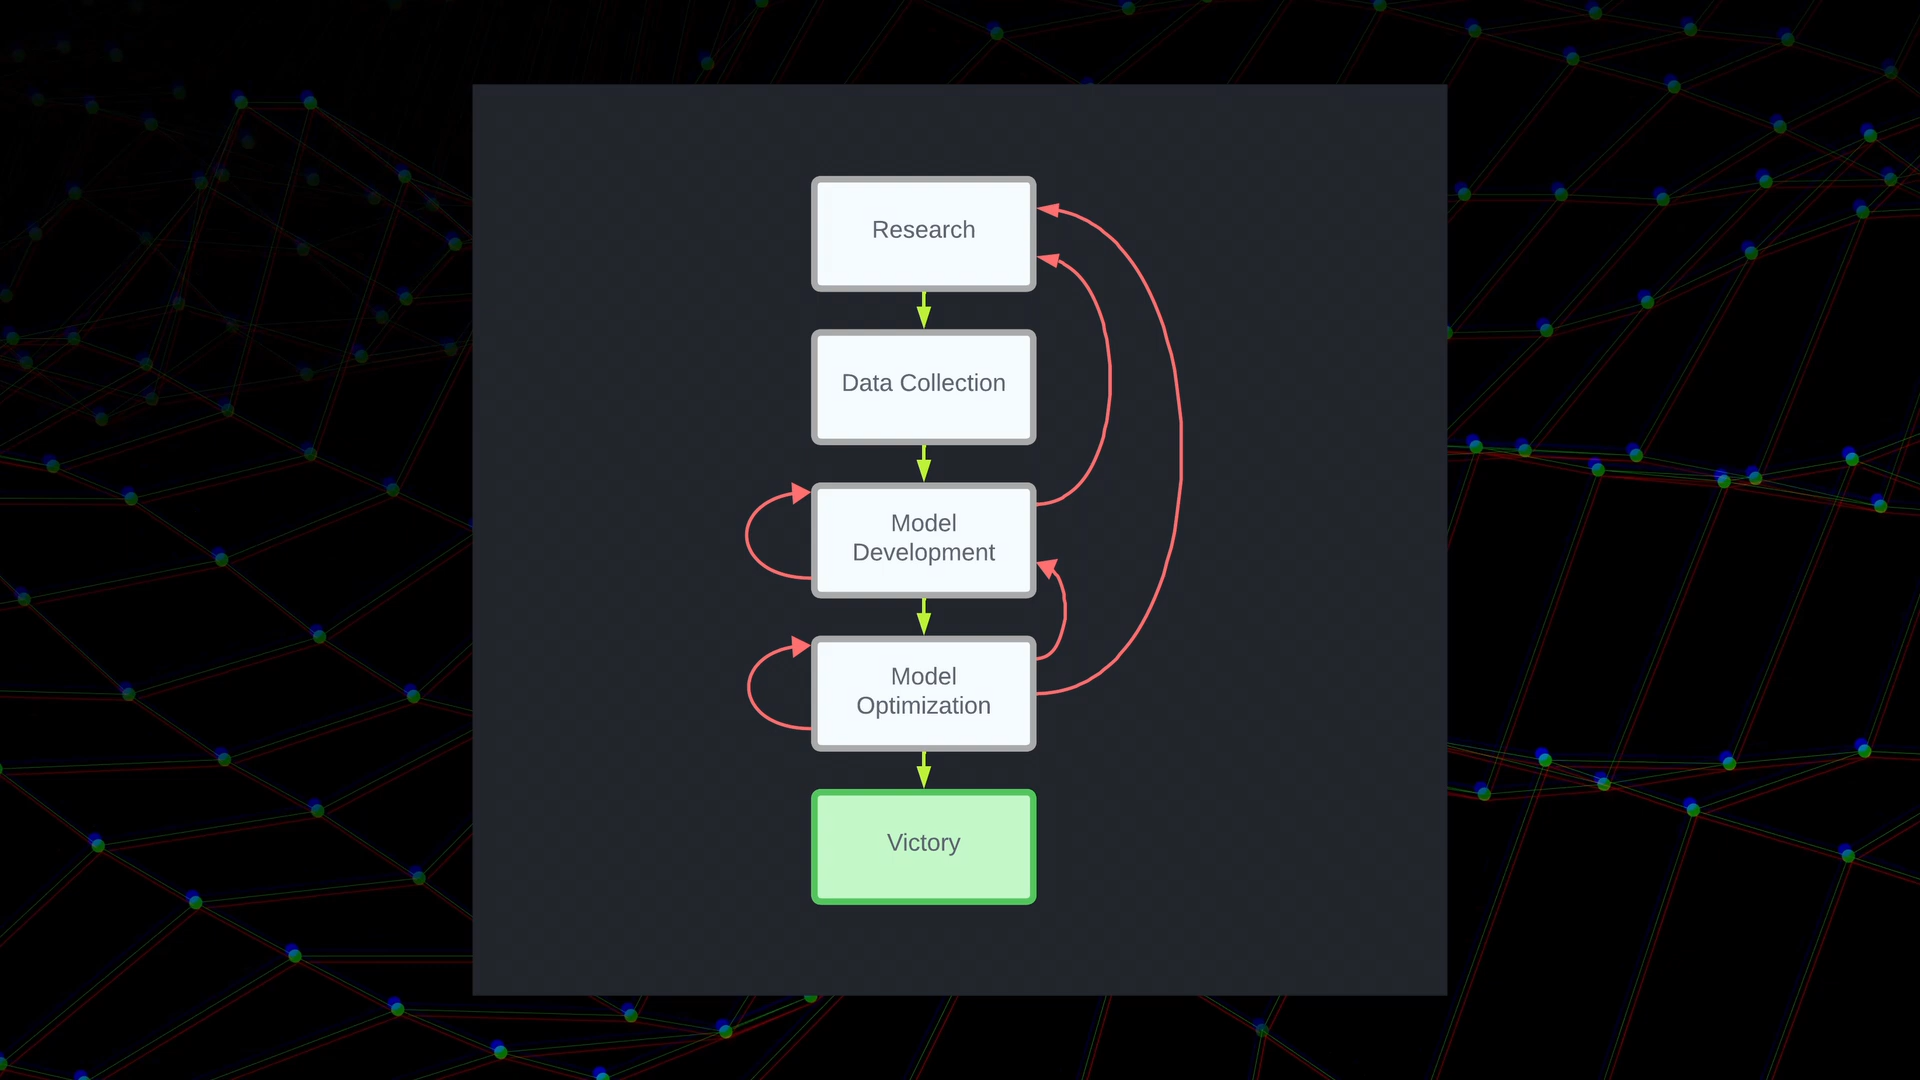 Research
Data Collection
Model
Development
Model
Optimization
Victory